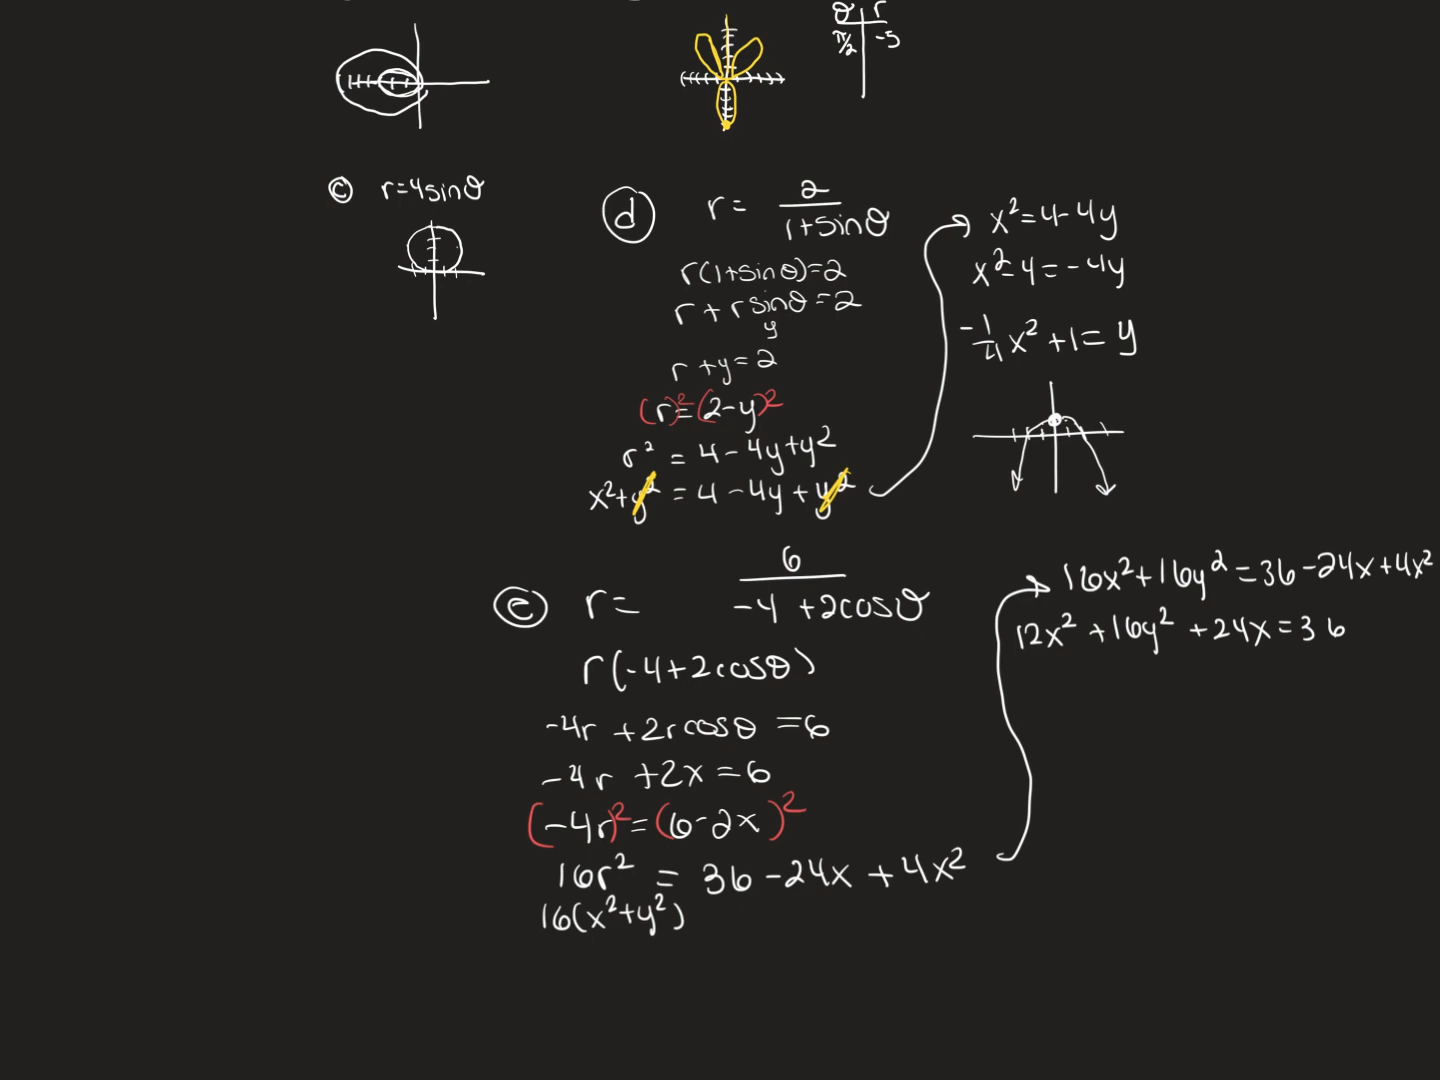 θ r
π/2 -5
ⓒ r=4sinθ
ⓓ r= 2/(1+sinθ)
r(1+sinθ)=2
r+rsinθ=2
y
r+y=2
(r)²=(2-y)²
r²=4-4y+y²
x²+y²=4-4y+y²
x²=4-4y
x²-4=-4y
-1/4x²+1=y
ⓔ r= 6/(-4+2cosθ)
r(-4+2cosθ)
-4r+2rcosθ=6
-4r+2x=6
(-4r)²=(6-2x)²
16r²=36-24x+4x²
16(x²+y²)
16x²+16y²=36-24x+4x²
12x²+16y²+24x=36